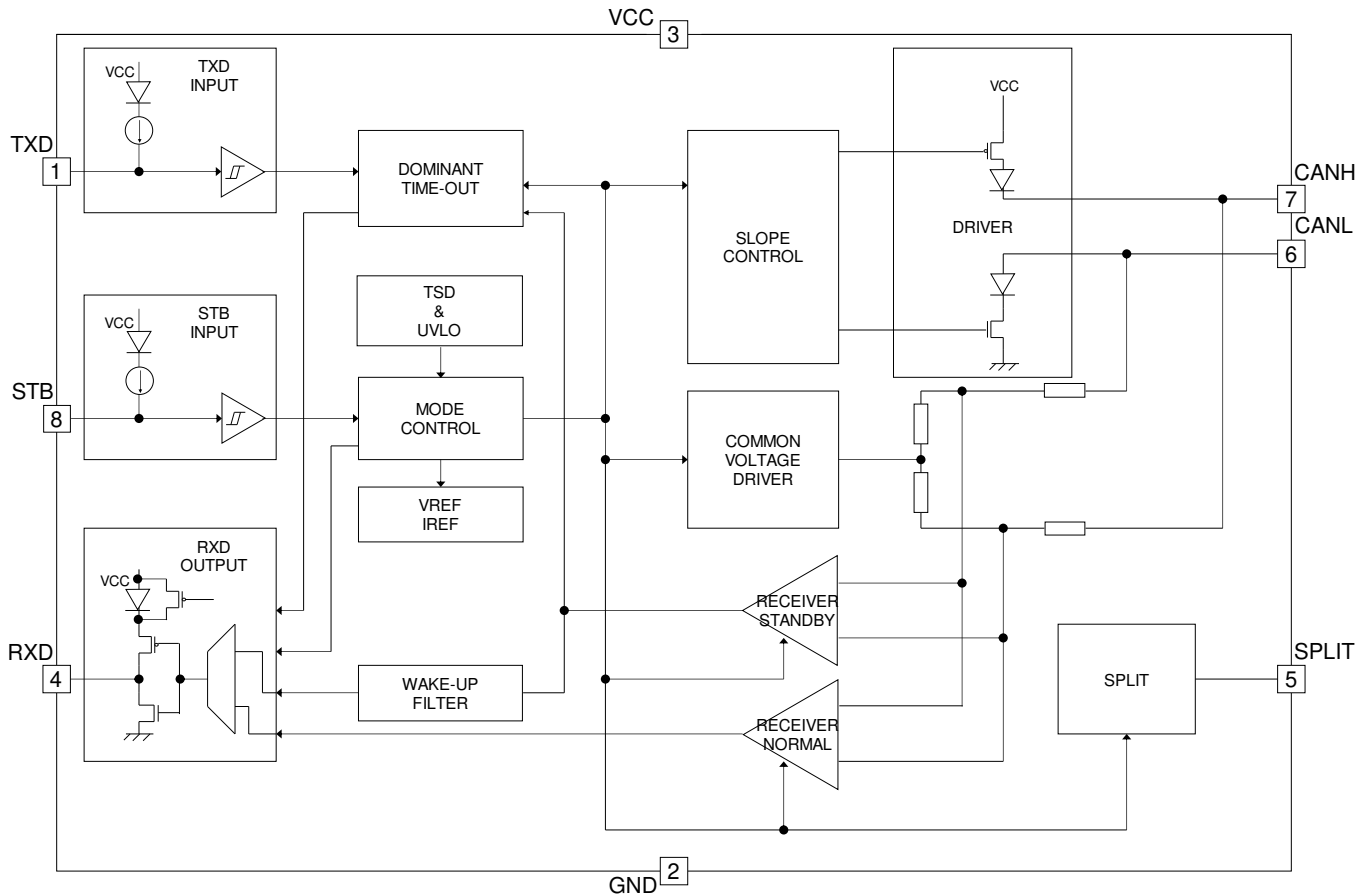 VCC
3
VCC
TXD
INPUT
TXD
1
DOMINANT
TIME-OUT
SLOPE
CONTROL
VCC
DRIVER
CANH
7
CANL
6
TSD
&
UVLO
VCC
STB
INPUT
STB
8
MODE
CONTROL
VREF
IREF
COMMON
VOLTAGE
DRIVER
RXD
OUTPUT
VCC
RXD
4
WAKE-UP
FILTER
RECEIVER
STANDBY
RECEIVER
NORMAL
SPLIT
SPLIT
5
2
GND